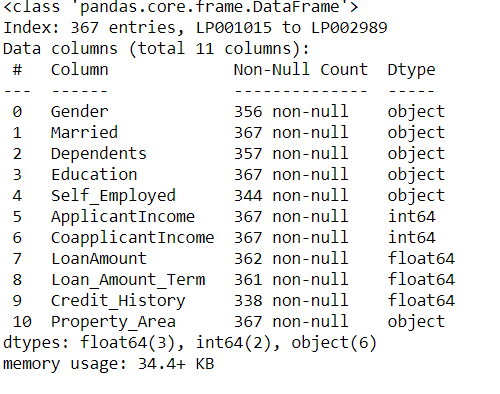 <class 'pandas.core.frame.DataFrame'>
Index: 367 entries, LP001015 to LP002989
Data columns (total 11 columns):
 #   Column             Non-Null Count  Dtype
---  ------             --------------  -----
 0   Gender             356 non-null    object
 1   Married            367 non-null    object
 2   Dependents         357 non-null    object
 3   Education          367 non-null    object
 4   Self_Employed      344 non-null    object
 5   ApplicantIncome    367 non-null    int64
 6   CoapplicantIncome  367 non-null    int64
 7   LoanAmount         362 non-null    float64
 8   Loan_Amount_Term   361 non-null    float64
 9   Credit_History     338 non-null    float64
 10  Property_Area      367 non-null    object
dtypes: float64(3), int64(2), object(6)
memory usage: 34.4+ KB